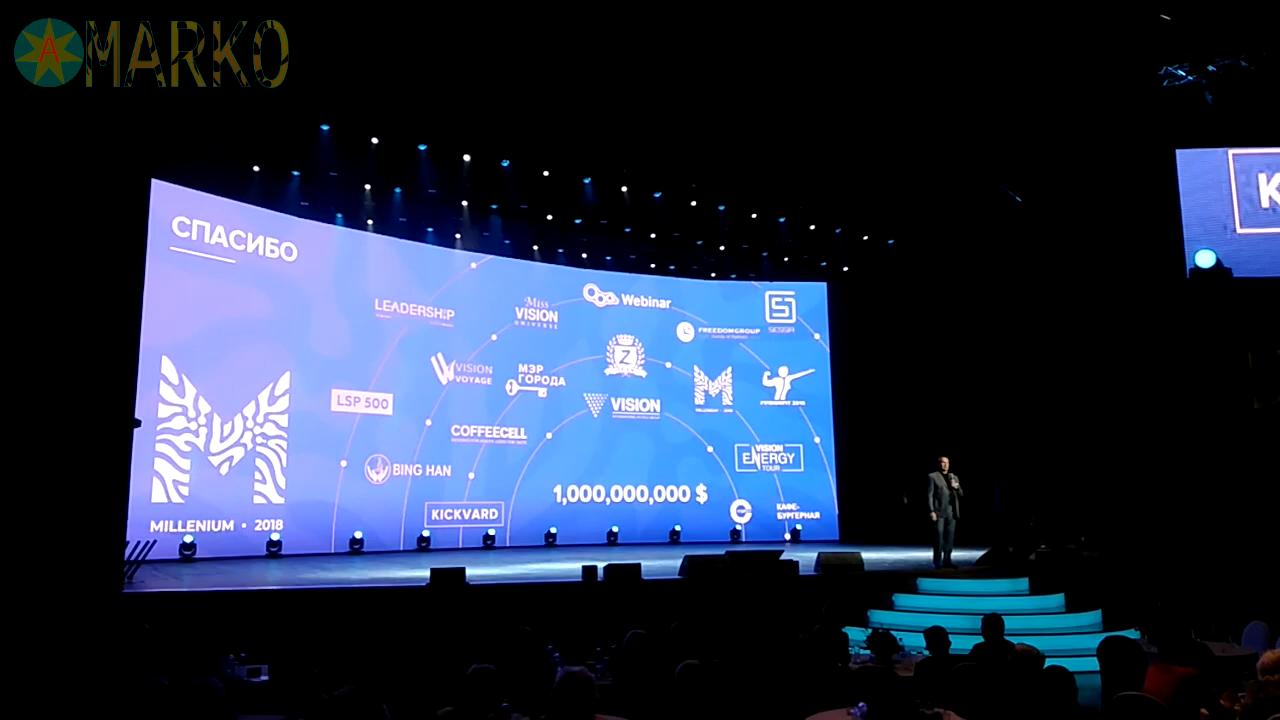 A MARKO
СПАСИБО
LEADERSHIP
Miss
VISION
UNIVERSE
Webinar
FREEDOMGROUP
VISION
VOYAGE
МЭР
ГОРОДА
Z
LSP 500
VISION
COFFEECELL
BING HAN
VISION
ENERGY
TOUR
1,000,000,000 $
KICKVARD
КАФЕ-
БУРГЕРНАЯ
M
MILLENIUM • 2018
K